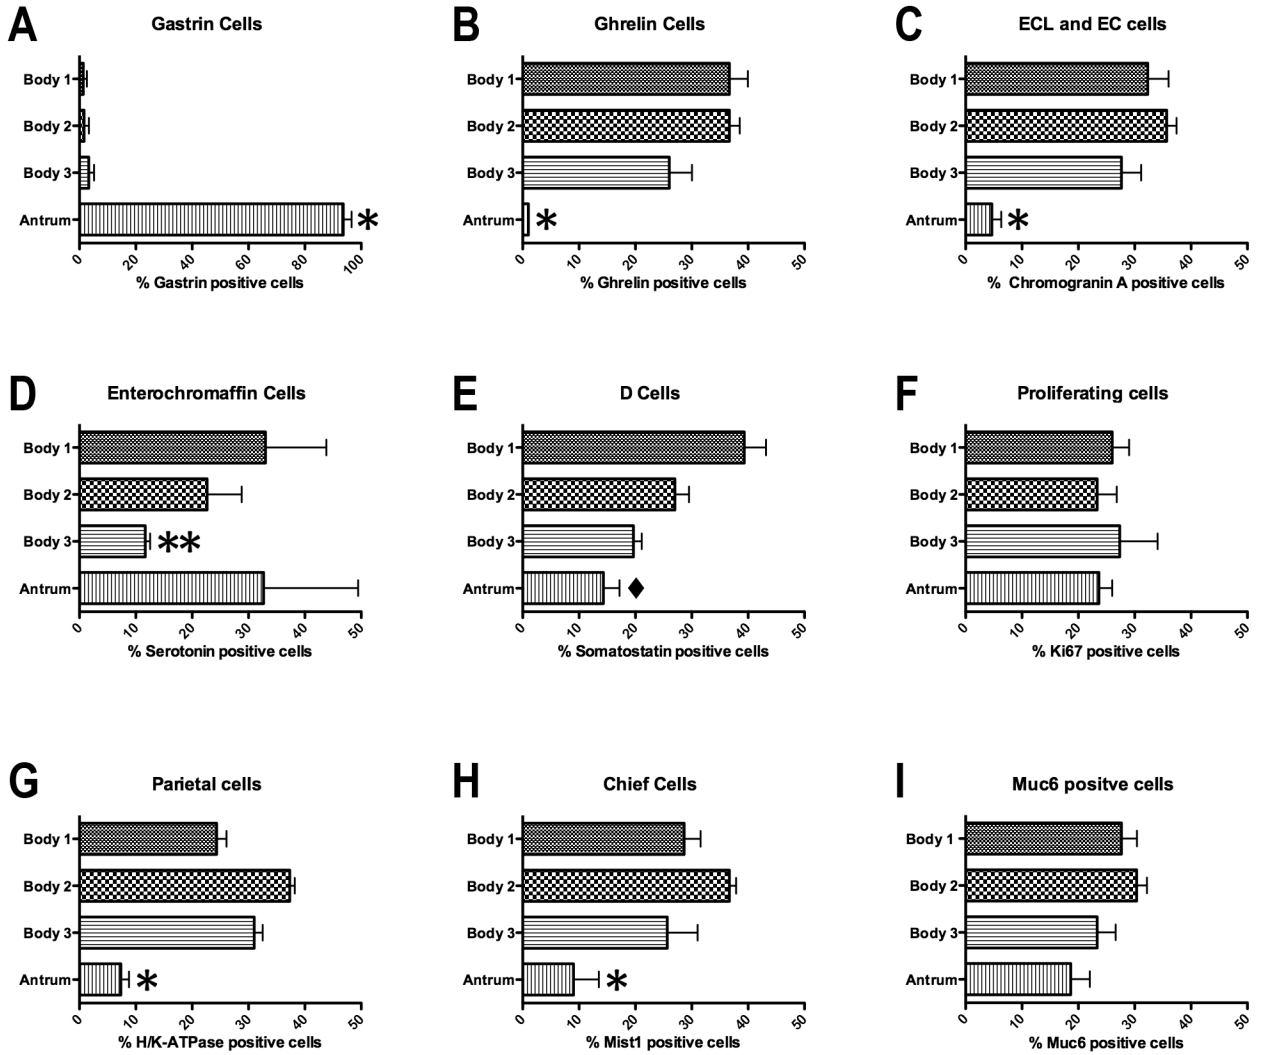 A Gastrin Cells
Body 1
Body 2
Body 3
Antrum *
0 20 40 60 80 100
% Gastrin positive cells
B Ghrelin Cells
Body 1
Body 2
Body 3
Antrum *
0 10 20 30 40 50
% Ghrelin positive cells
C ECL and EC cells
Body 1
Body 2
Body 3
Antrum *
0 10 20 30 40 50
% Chromogranin A positive cells
D Enterochromaffin Cells
Body 1
Body 2
Body 3 **
Antrum
0 10 20 30 40 50
% Serotonin positive cells
E D Cells
Body 1
Body 2
Body 3
Antrum ♦
0 10 20 30 40 50
% Somatostatin positive cells
F Proliferating cells
Body 1
Body 2
Body 3
Antrum
0 10 20 30 40 50
% Ki67 positive cells
G Parietal cells
Body 1
Body 2
Body 3
Antrum *
0 10 20 30 40 50
% H/K-ATPase positive cells
H Chief Cells
Body 1
Body 2
Body 3
Antrum *
0 10 20 30 40 50
% Mist1 positive cells
I Muc6 positve cells
Body 1
Body 2
Body 3
Antrum
0 10 20 30 40 50
% Muc6 positive cells